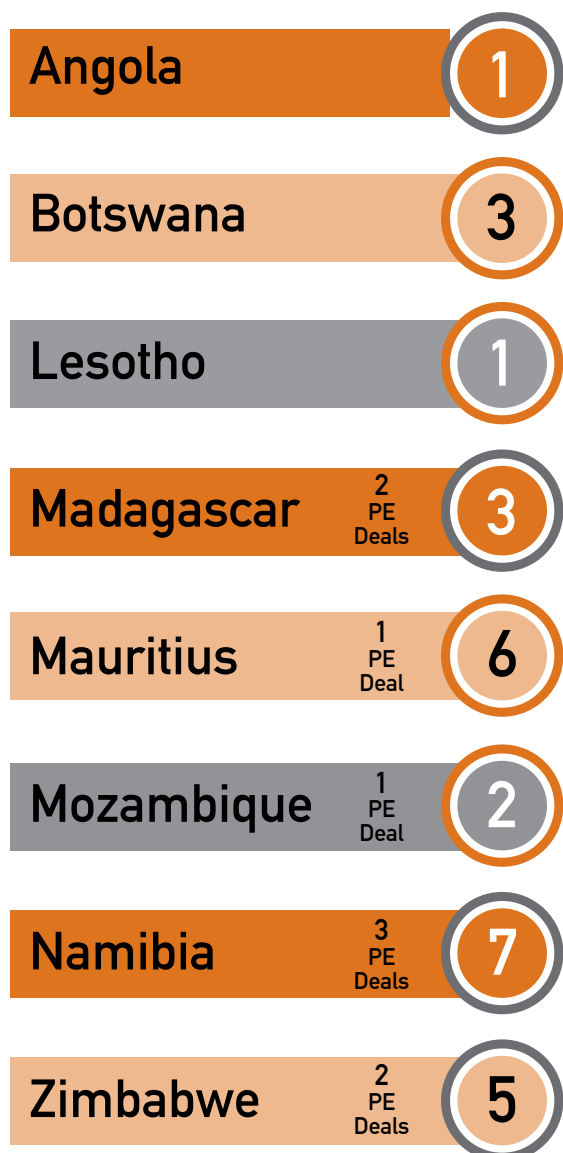 Angola 1
Botswana 3
Lesotho 1
Madagascar 2 PE Deals 3
Mauritius 1 PE Deal 6
Mozambique 1 PE Deal 2
Namibia 3 PE Deals 7
Zimbabwe 2 PE Deals 5